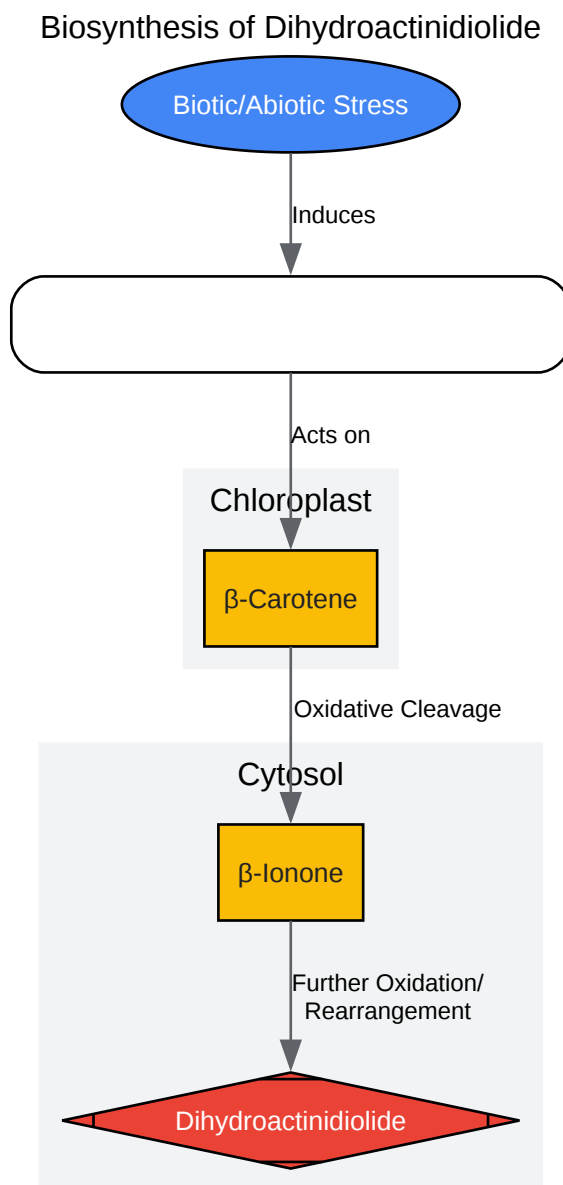 Biosynthesis of Dihydroactinidiolide
Biotic/Abiotic Stress
Induces
Acts on
Chloroplast
β-Carotene
Oxidative Cleavage
Cytosol
β-Ionone
Further Oxidation/
Rearrangement
Dihydroactinidiolide